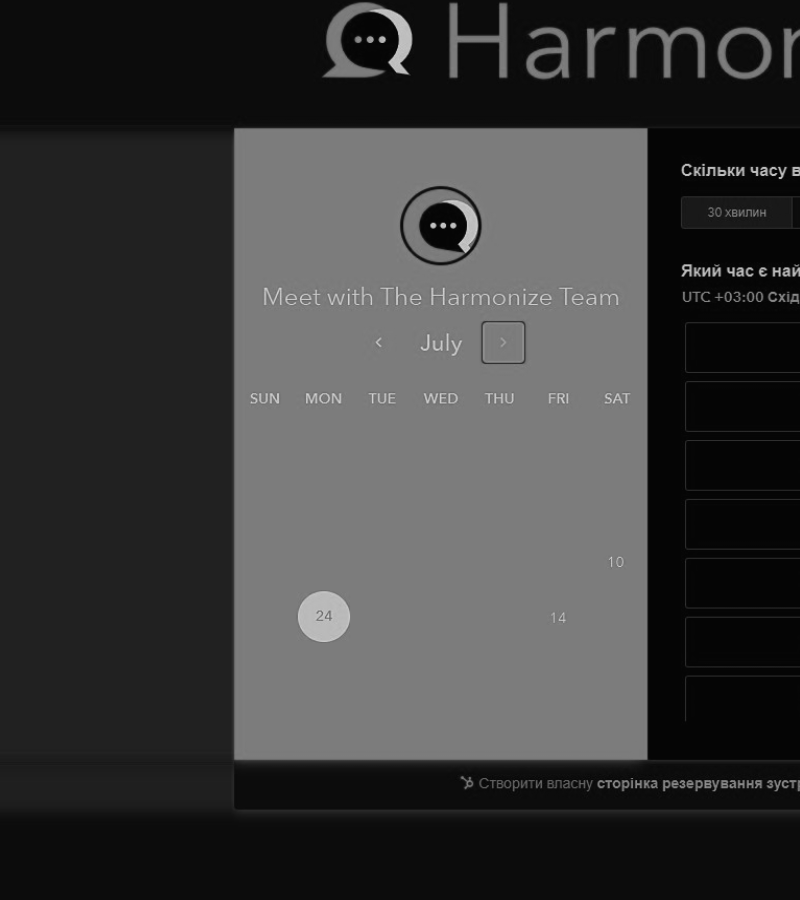 Harmon
Meet with The Harmonize Team
July
SUN MON TUE WED THU FRI SAT
10
24 14
Скільки часу в
30 хвилин
Який час є най
UTC +03:00 Схід
Створити власну сторінка резервування зустр